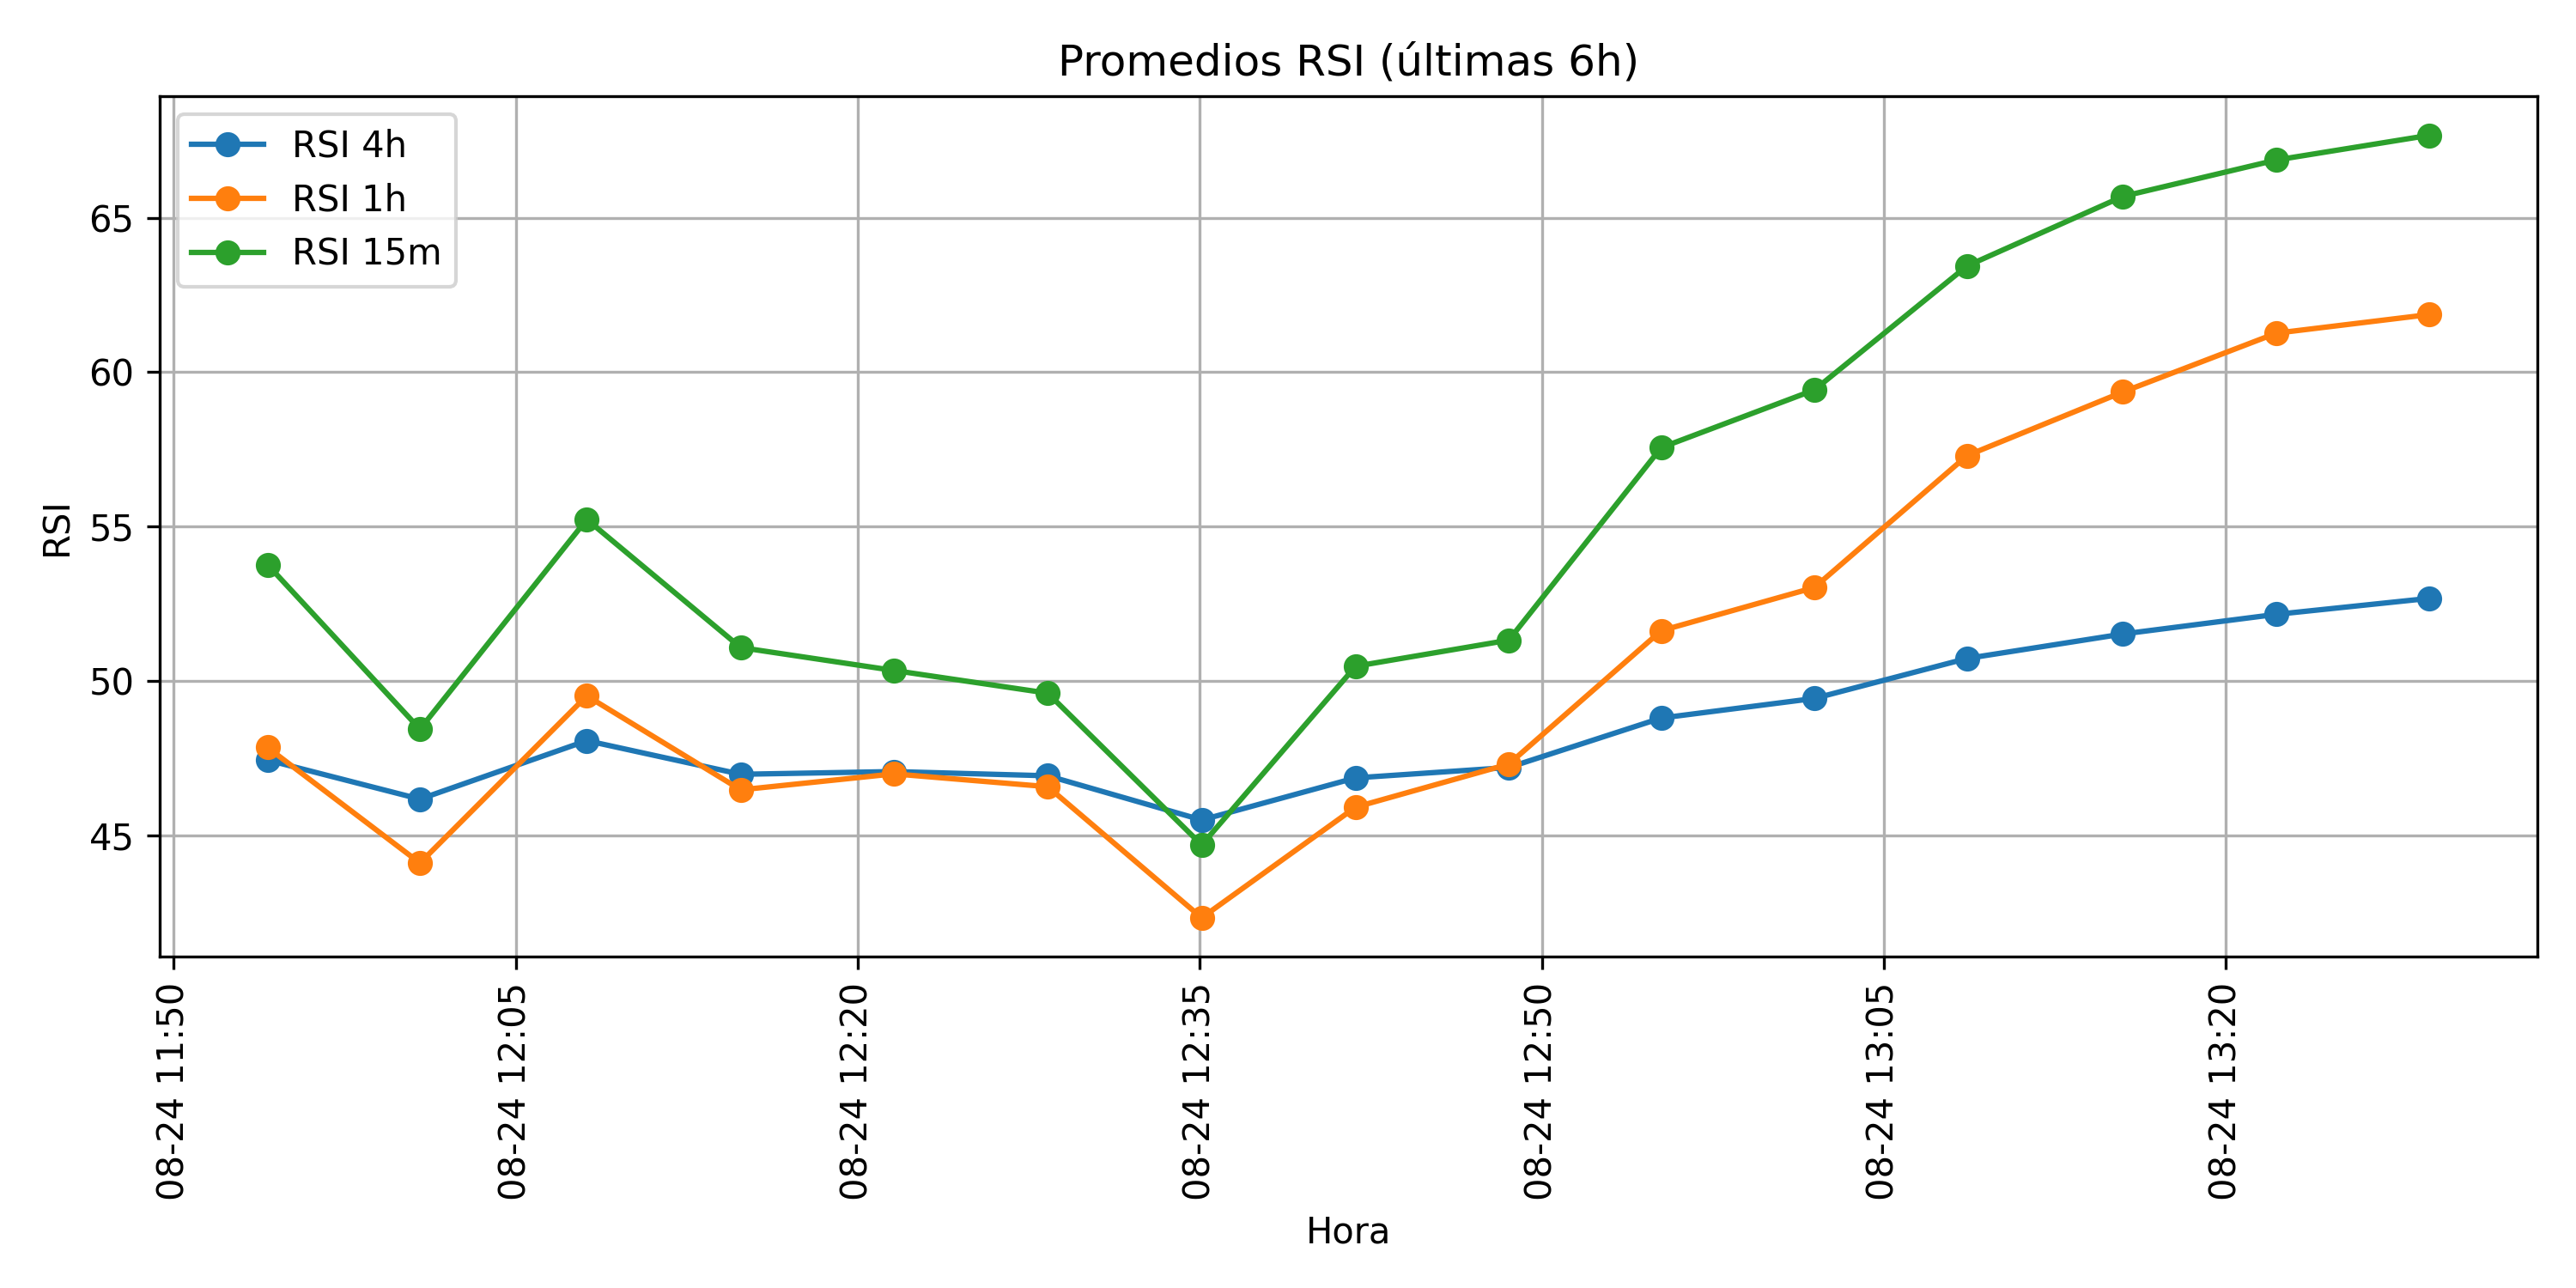 Promedios RSI (últimas 6h)
RSI 4h
RSI 1h
RSI 15m
RSI
65
60
55
50
45
08-24 11:50
08-24 12:05
08-24 12:20
08-24 12:35
08-24 12:50
08-24 13:05
08-24 13:20
Hora